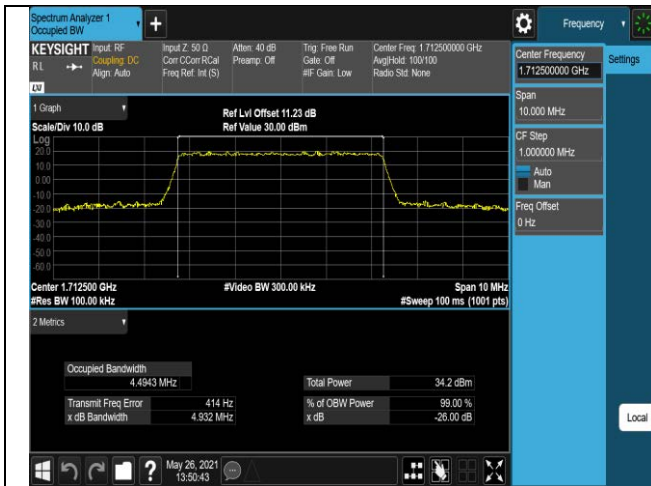 Spectrum Analyzer 1
Occupied BW
Frequency
KEYSIGHT
RL
LXI
Input: RF
Coupling: DC
Align: Auto
Input Z: 50 Ω
Corr CCorr RCal
Freq Ref: Int (S)
Atten: 40 dB
Preamp: Off
Trig: Free Run
Gate: Off
#IF Gain: Low
Center Freq: 1.712500000 GHz
Avg|Hold: 100/100
Radio Std: None
Center Frequency
1.712500000 GHz
Settings
Span
10.000 MHz
CF Step
1.000000 MHz
Auto
Man
Freq Offset
0 Hz
1 Graph
Scale/Div 10.0 dB
Ref Lvl Offset 11.23 dB
Ref Value 30.00 dBm
Log
20.0
10.0
0.00
-10.0
-20.0
-30.0
-40.0
-50.0
-60.0
Center 1.712500 GHz
#Video BW 300.00 kHz
Span 10 MHz
#Res BW 100.00 kHz
#Sweep 100 ms (1001 pts)
2 Metrics
Occupied Bandwidth
4.4943 MHz
Total Power 34.2 dBm
Transmit Freq Error 414 Hz
% of OBW Power 99.00 %
x dB Bandwidth 4.932 MHz
x dB -26.00 dB
Local
May 26, 2021
13:50:43